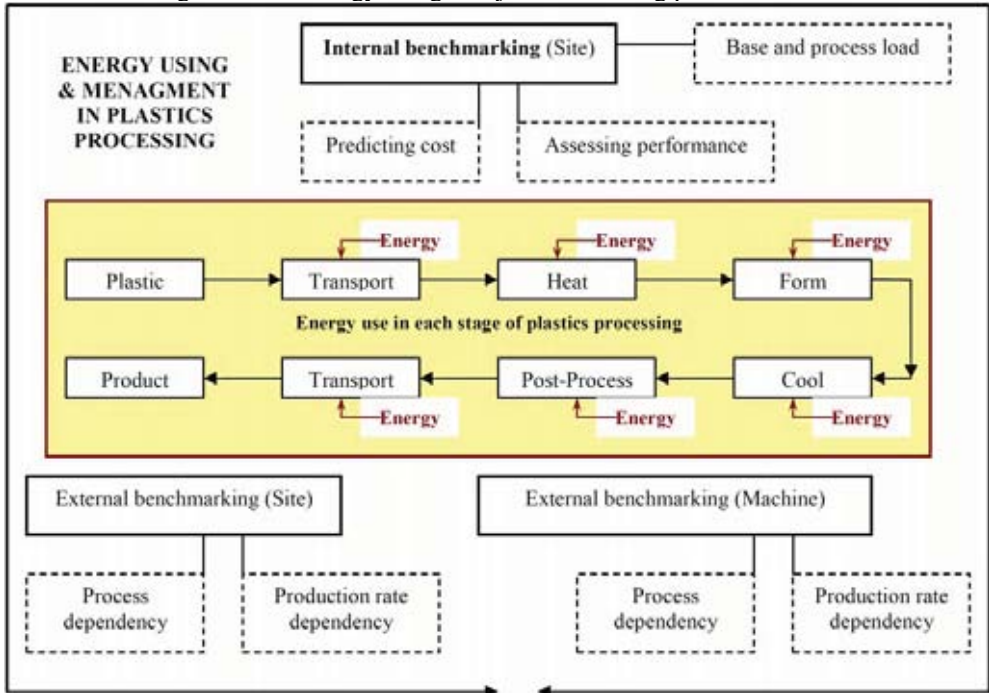 Internal benchmarking (Site)
Base and process load
ENERGY USING
& MENAGMENT
IN PLASTICS
PROCESSING
Predicting cost
Assessing performance
Energy
Energy
Energy
Plastic
Transport
Heat
Form
Energy use in each stage of plastics processing
Product
Transport
Post-Process
Cool
Energy
Energy
Energy
External benchmarking (Site)
External benchmarking (Machine)
Process
dependency
Production rate
dependency
Process
dependency
Production rate
dependency